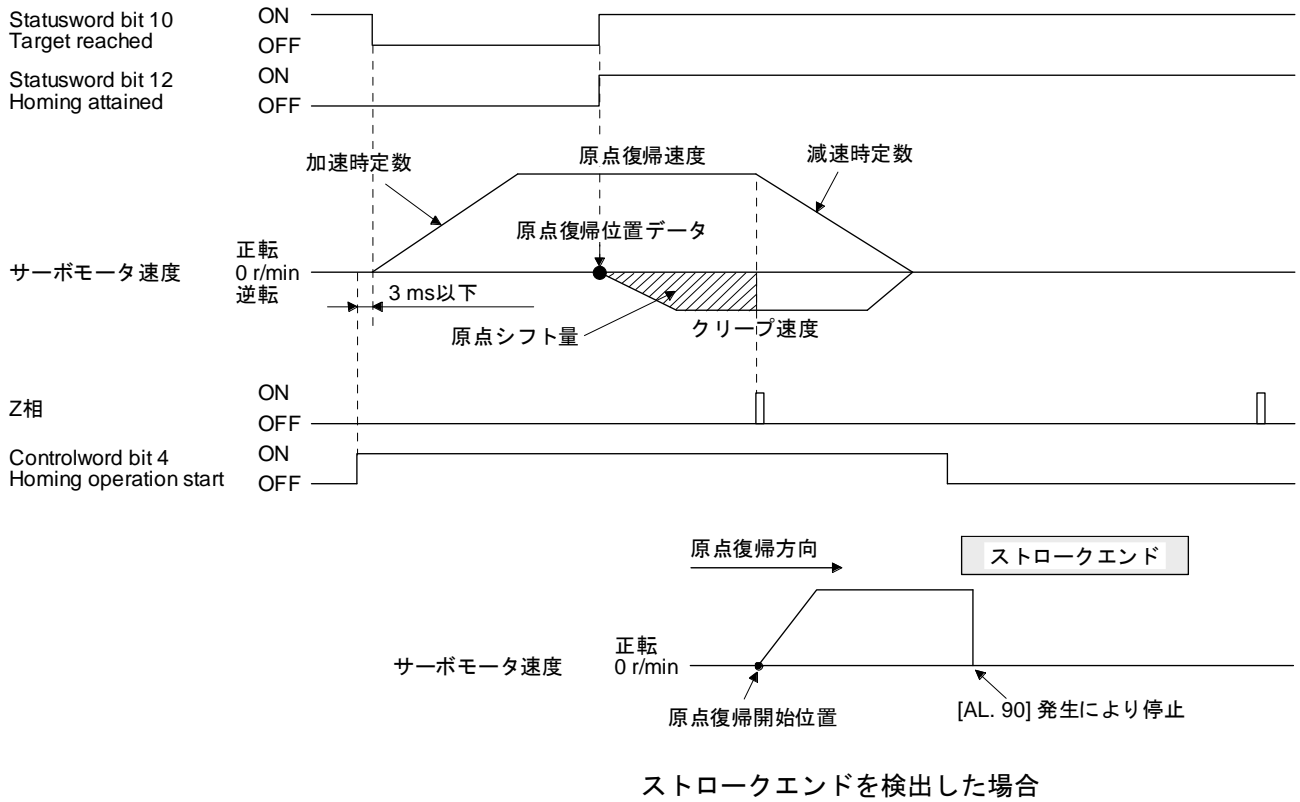 Statusword bit 10
Target reached
ON
OFF
Statusword bit 12
Homing attained
ON
OFF
加速時定数
原点復帰速度
減速時定数
原点復帰位置データ
サーボモータ速度
正転
0 r/min
逆転
3 ms以下
原点シフト量
クリープ速度
Z相
ON
OFF
Controlword bit 4
Homing operation start
ON
OFF
原点復帰方向
ストロークエンド
サーボモータ速度
正転
0 r/min
原点復帰開始位置
[AL. 90] 発生により停止
ストロークエンドを検出した場合